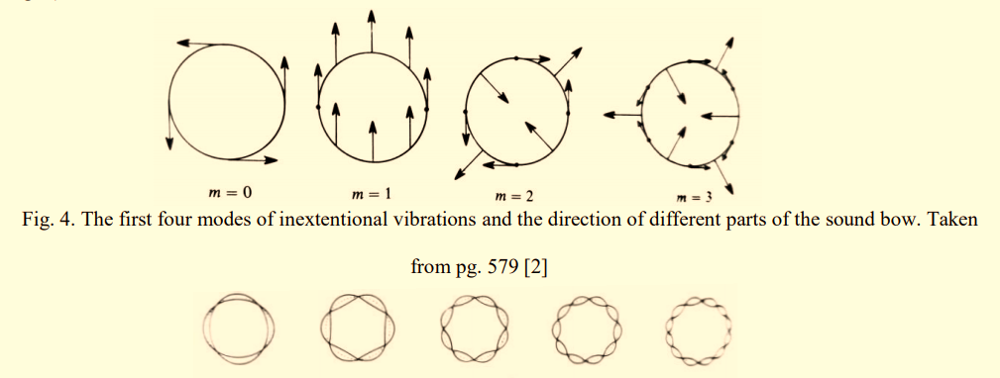 m = 0
m = 1
m = 2
m = 3
Fig. 4. The first four modes of inextentional vibrations and the direction of different parts of the sound bow. Taken
from pg. 579 [2]